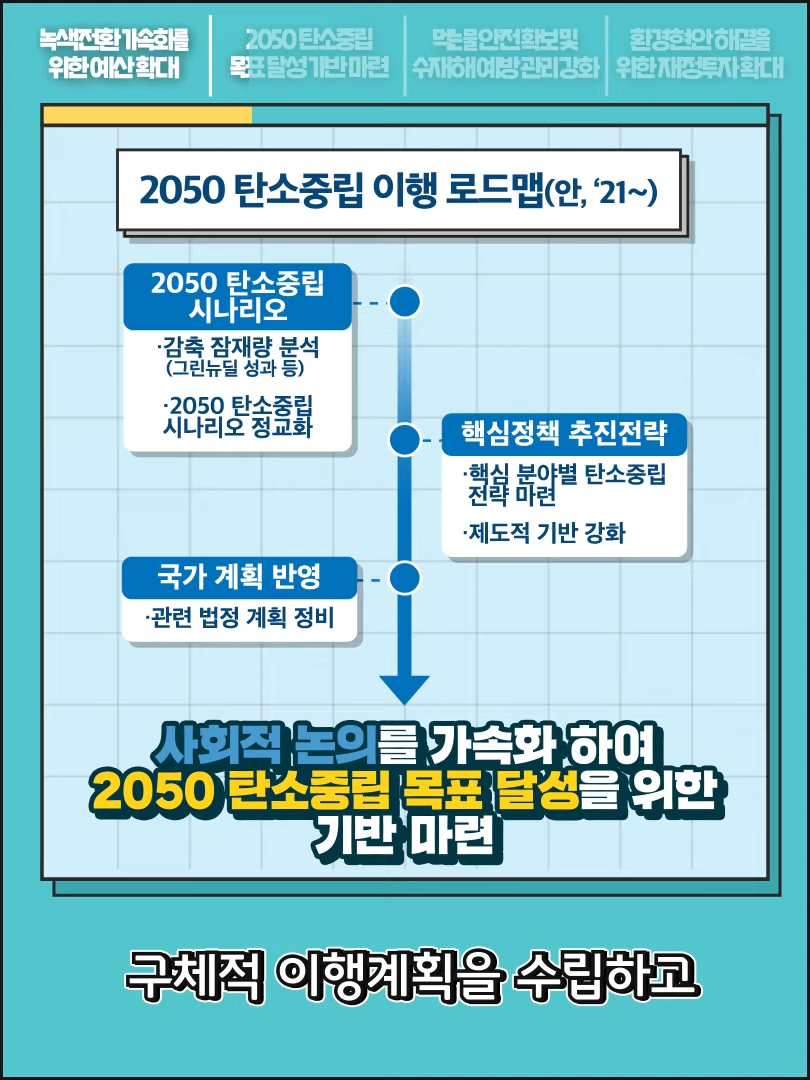 녹색전환 가속화를
위한 예산 확대
2050 탄소중립
목표 달성 기반 마련
먹는물 안전 확보 및
수재해 예방 관리 강화
환경현안 해결을
위한 재정투자 확대
2050 탄소중립 이행 로드맵(안, ‘21~)
2050 탄소중립
시나리오
·감축 잠재량 분석
(그린뉴딜 성과 등)
·2050 탄소중립
시나리오 정교화
핵심정책 추진전략
·핵심 분야별 탄소중립
전략 마련
·제도적 기반 강화
국가 계획 반영
·관련 법정 계획 정비
사회적 논의를 가속화 하여
2050 탄소중립 목표 달성을 위한
기반 마련
구체적 이행계획을 수립하고